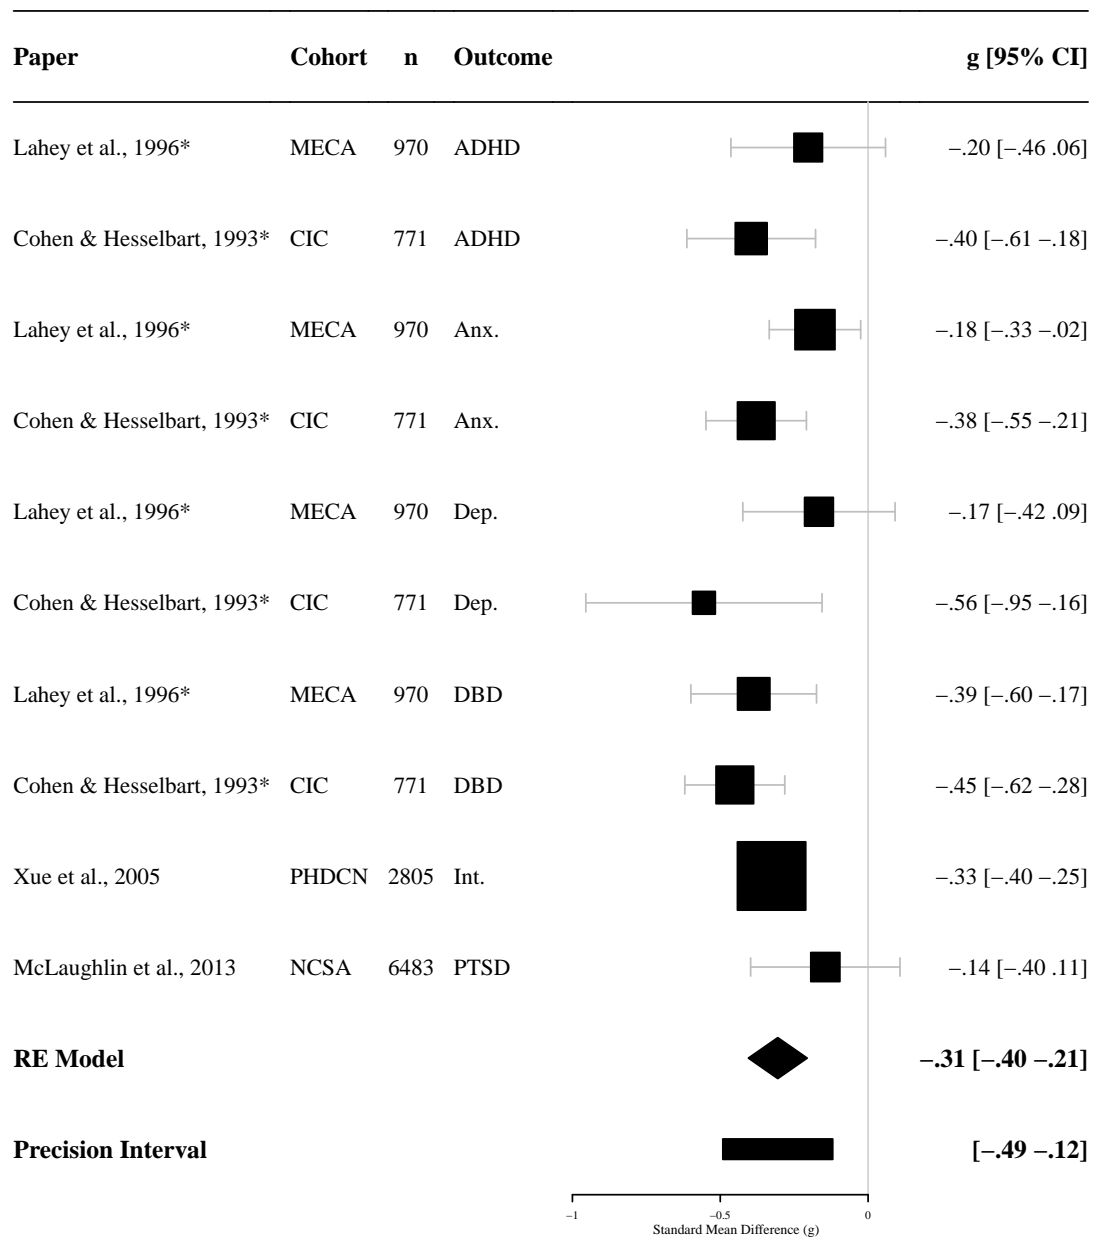 Paper Cohort n Outcome g [95% CI]
Lahey et al., 1996* MECA 970 ADHD −.20 [−.46 .06]
Cohen & Hesselbart, 1993* CIC 771 ADHD −.40 [−.61 −.18]
Lahey et al., 1996* MECA 970 Anx. −.18 [−.33 −.02]
Cohen & Hesselbart, 1993* CIC 771 Anx. −.38 [−.55 −.21]
Lahey et al., 1996* MECA 970 Dep. −.17 [−.42 .09]
Cohen & Hesselbart, 1993* CIC 771 Dep. −.56 [−.95 −.16]
Lahey et al., 1996* MECA 970 DBD −.39 [−.60 −.17]
Cohen & Hesselbart, 1993* CIC 771 DBD −.45 [−.62 −.28]
Xue et al., 2005 PHDCN 2805 Int. −.33 [−.40 −.25]
McLaughlin et al., 2013 NCSA 6483 PTSD −.14 [−.40 .11]
RE Model −.31 [−.40 −.21]
Precision Interval [−.49 −.12]
−1 −0.5 0
Standard Mean Difference (g)